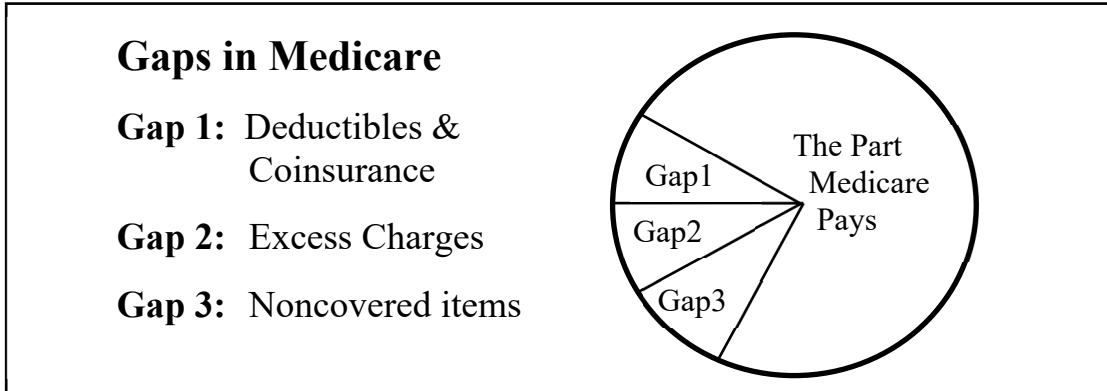 Gaps in Medicare
Gap 1: Deductibles &
Coinsurance
Gap 2: Excess Charges
Gap 3: Noncovered items
The Part
Medicare
Pays
Gap1
Gap2
Gap3